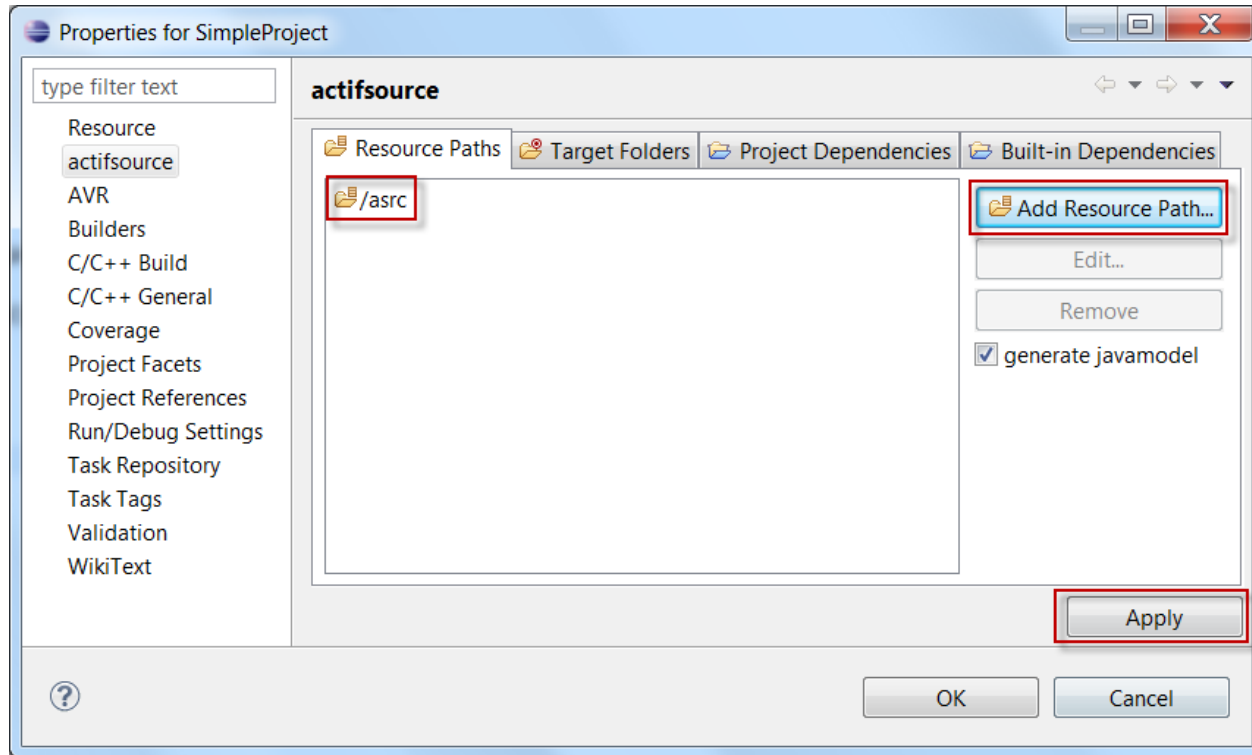 Properties for SimpleProject
type filter text
Resource
actifsource
AVR
Builders
C/C++ Build
C/C++ General
Coverage
Project Facets
Project References
Run/Debug Settings
Task Repository
Task Tags
Validation
WikiText
actifsource
Resource Paths
Target Folders
Project Dependencies
Built-in Dependencies
/asrc
Add Resource Path...
Edit...
Remove
generate javamodel
Apply
OK
Cancel